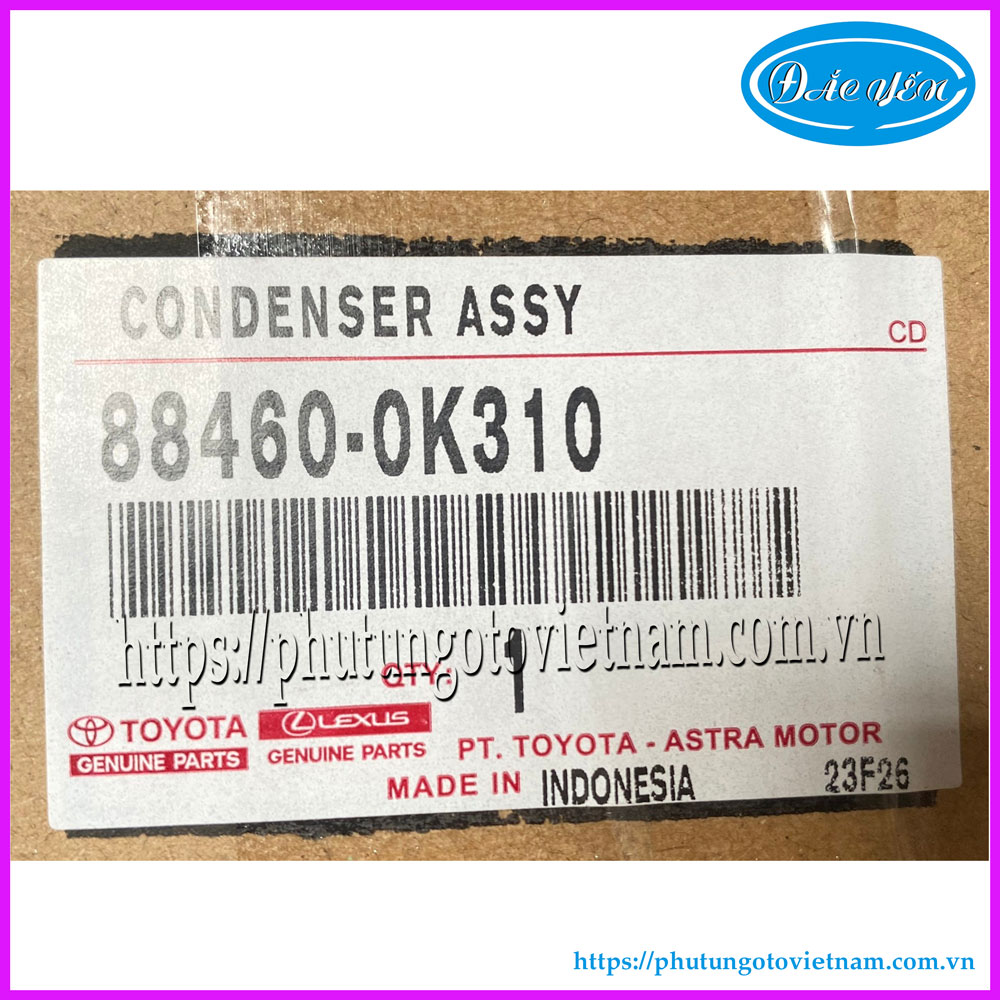 ĐẮC YẾN
CONDENSER ASSY
CD
88460-0K310
https://phutungotovietnam.com.vn
QTY: 1
TOYOTA
GENUINE PARTS
LEXUS
GENUINE PARTS
PT. TOYOTA - ASTRA MOTOR
MADE IN INDONESIA
23F26
https://phutungotovietnam.com.vn